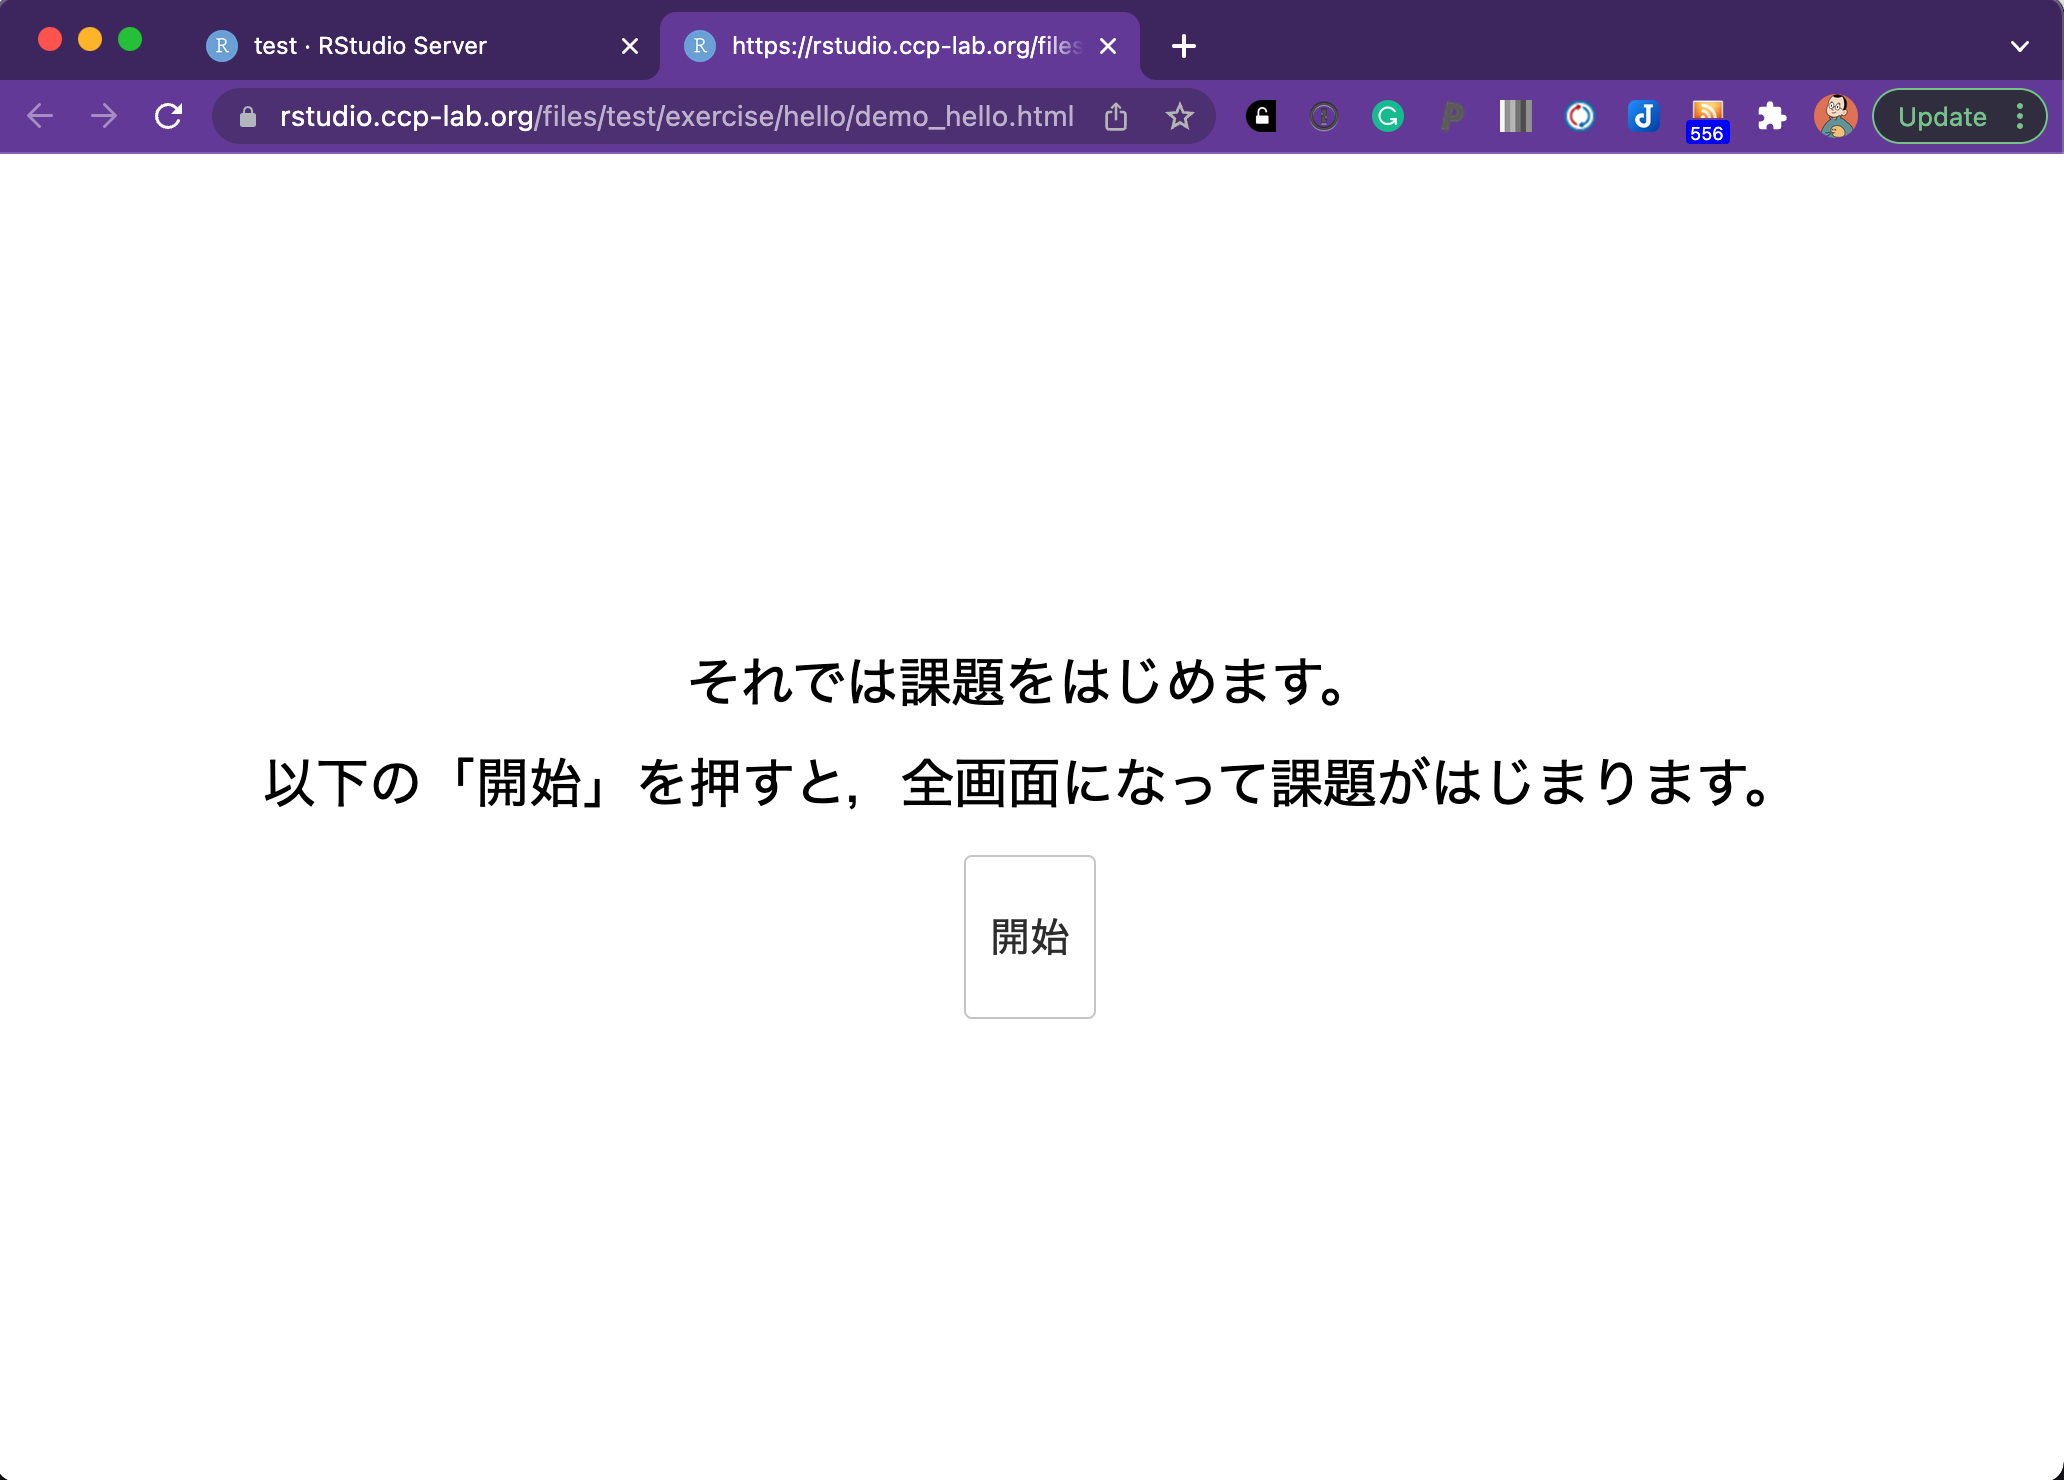 test · RStudio Server
https://rstudio.ccp-lab.org/files
rstudio.ccp-lab.org/files/test/exercise/hello/demo_hello.html
556
Update
それでは課題をはじめます。
以下の「開始」を押すと，全画面になって課題がはじまります。
開始